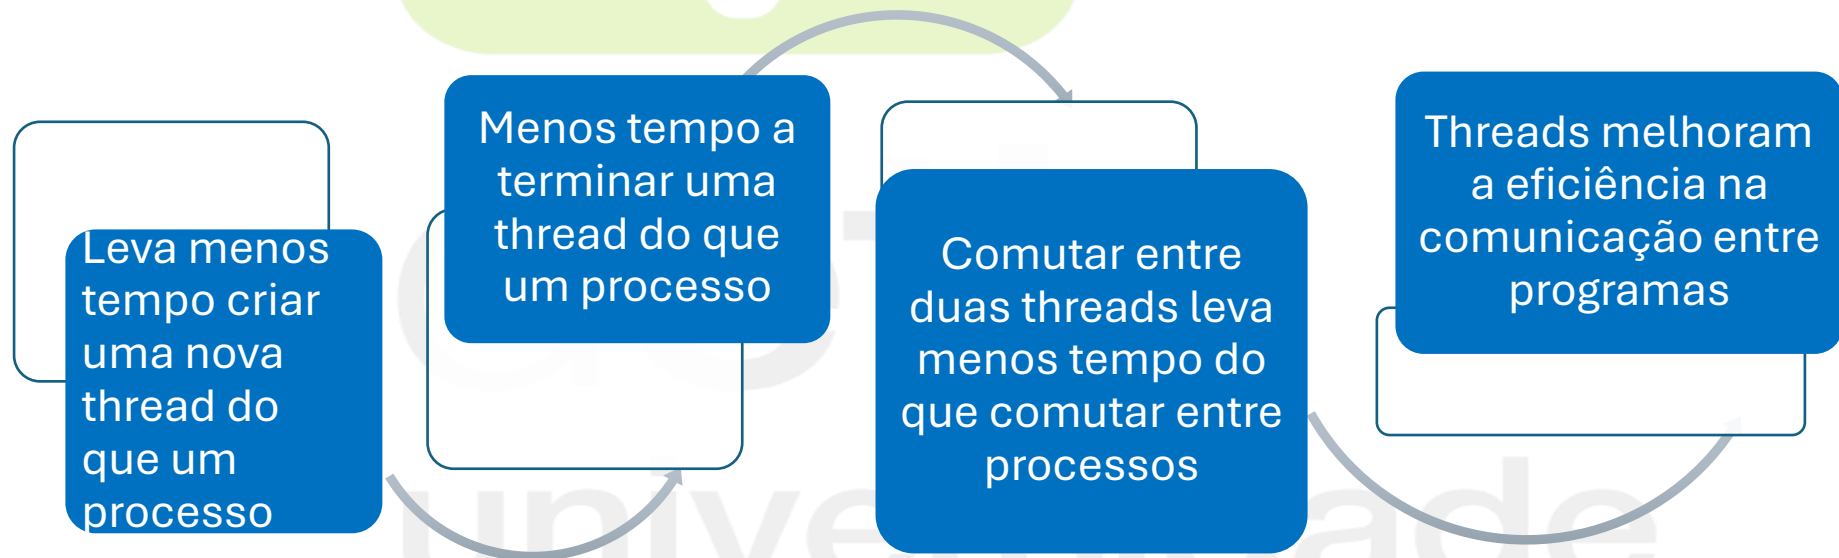 Leva menos
tempo criar
uma nova
thread do
que um
processo
Menos tempo a
terminar uma
thread do que
um processo
Comutar entre
duas threads leva
menos tempo do
que comutar entre
processos
Threads melhoram
a eficiência na
comunicação entre
programas